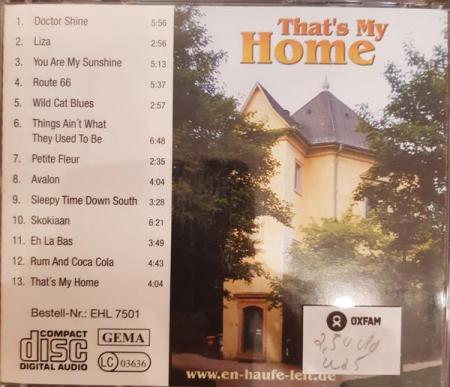 1. Doctor Shine 5:56
2. Liza 2:56
3. You Are My Sunshine 5:13
4. Route 66 5:37
5. Wild Cat Blues 2:57
6. Things Ain´t What
They Used To Be 6:48
7. Petite Fleur 2:35
8. Avalon 4:04
9. Sleepy Time Down South 3:28
10. Skokiaan 2:21
11. Eh La Bas 3:49
12. Rum And Coca Cola 4:43
13. That´s My Home 4:04
Bestell-Nr.: EHL 7501
COMPACT
disc
DIGITAL AUDIO
GEMA
LC 03636
That's My
Home
OXFAM
www.en-haufe-leit.de